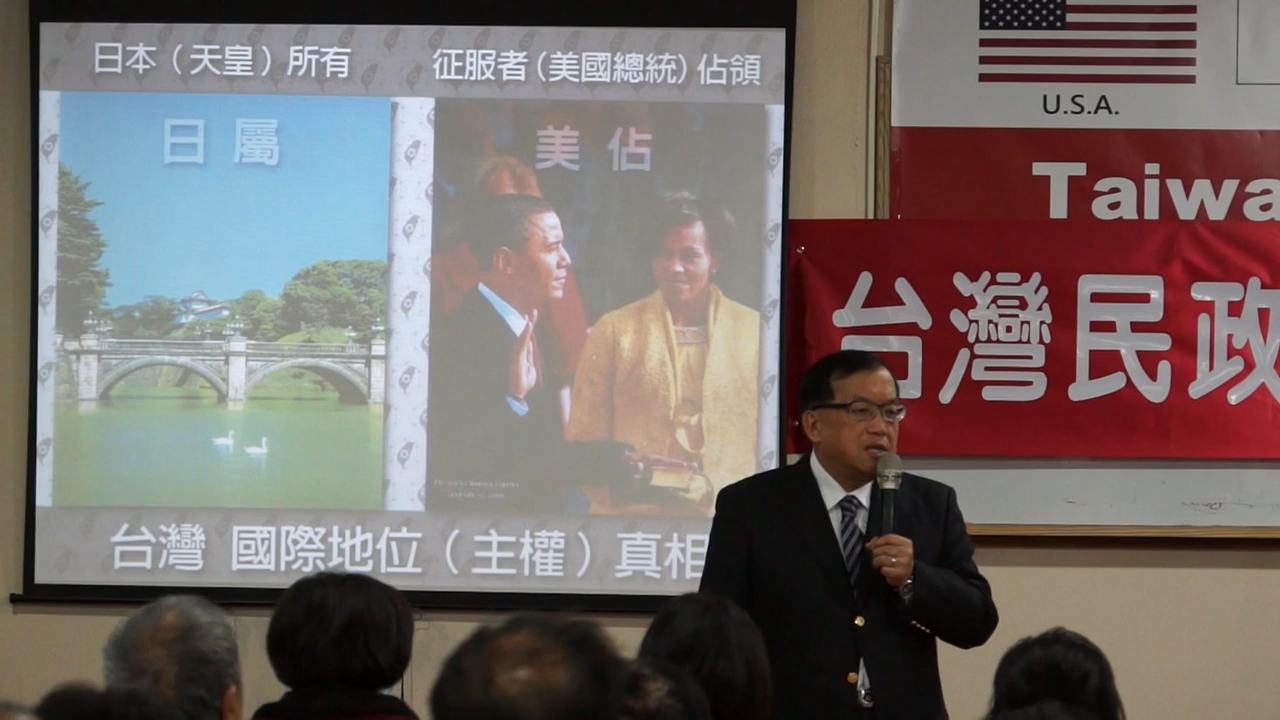 日本（天皇）所有
征服者（美國總統）佔領
日屬
美佔
台灣 國際地位（主權）真相
U.S.A.
Taiwa
台灣民政